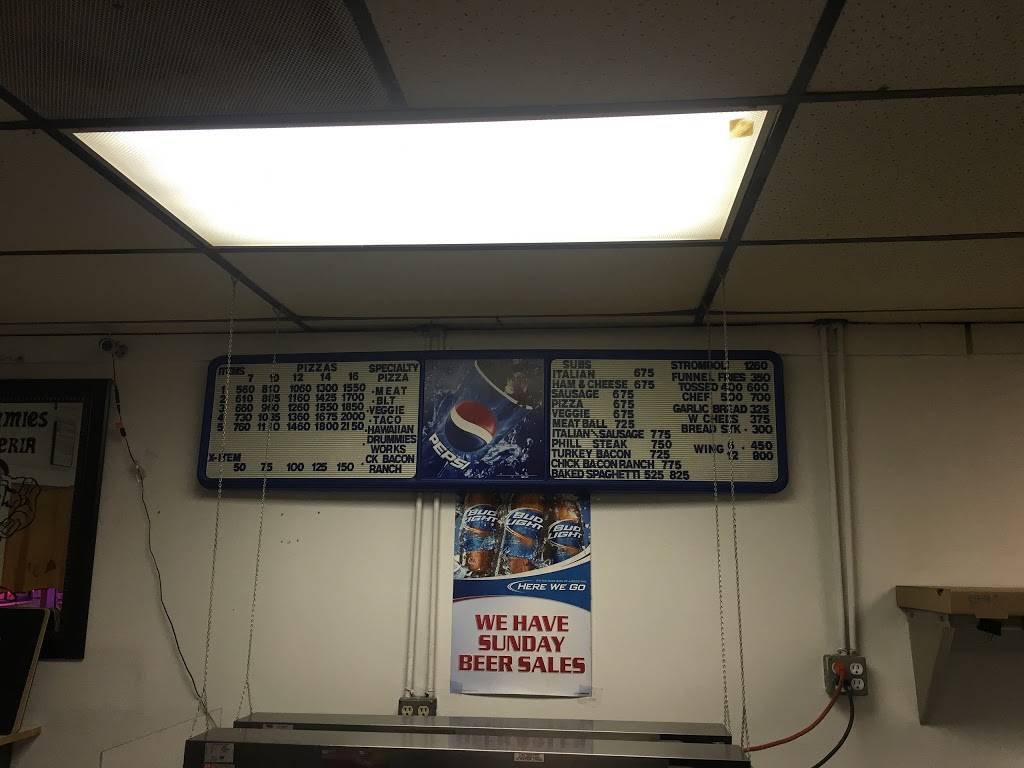 ITEMS PIZZAS SPECIALTY
7 10 12 14 16 PIZZA
1 560 810 1060 1300 1550 .MEAT
2 610 885 1160 1425 1700 .BLT
3 660 960 1260 1550 1850 .VEGGIE
4 730 1035 1360 1675 2000 .TACO
5 760 1110 1460 1800 2150 .HAWAIIAN
DRUMMIES
WORKS
X-ITEM . CK BACON
50 75 100 125 150 RANCH
PEPSI
SUBS
ITALIAN 675
HAM & CHEESE 675
SAUSAGE 675
PIZZA 675
VEGGIE 675
MEAT BALL 725
ITALIAN SAUSAGE 775
PHILL STEAK 750
TURKEY BACON 725
CHICK BACON RANCH 775
BAKED SPAGHETTI 525 825
STROMBOLI 1260
FUNNEL FRIES 350
TOSSED 400 600
CHEF 500 700
GARLIC BREAD 325
W CHEES 375
BREAD STK - 300
WING 6 . 450
12 800
BUD LIGHT
BUD LIGHT
BUD LIGHT
HERE WE GO
WE HAVE
SUNDAY
BEER SALES